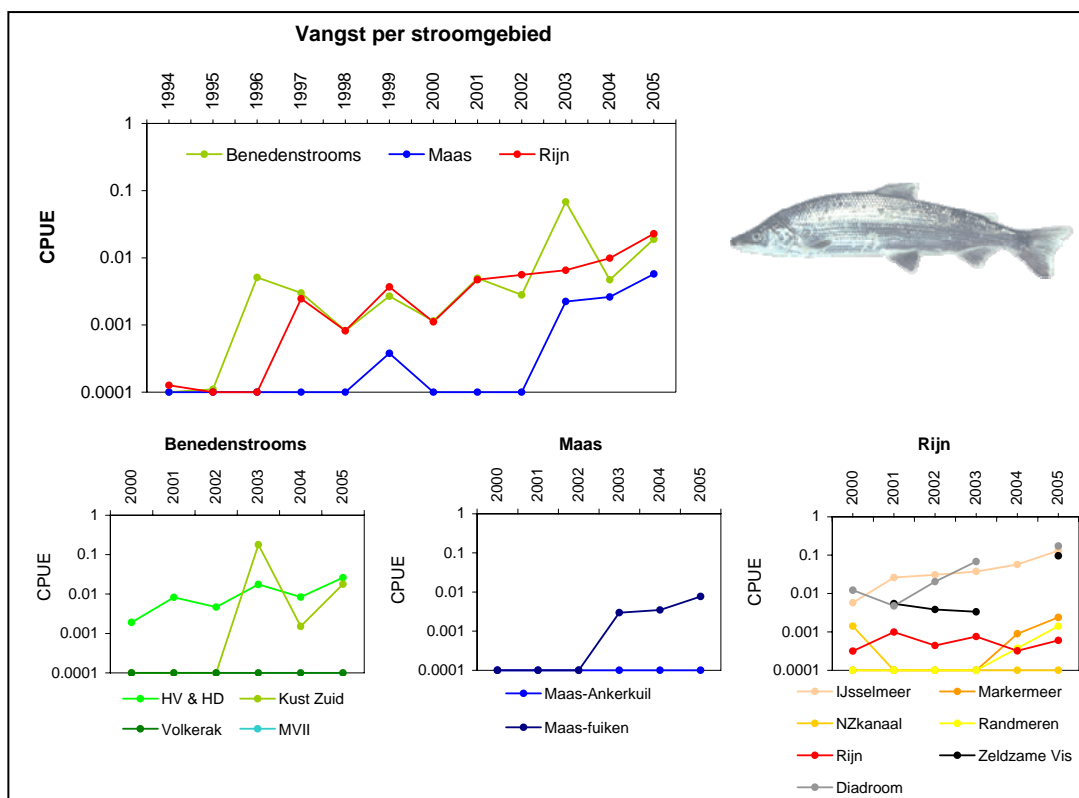 Vangst per stroomgebied
1994 1995 1996 1997 1998 1999 2000 2001 2002 2003 2004 2005
1
0.1
0.01
0.001
0.0001
CPUE
Benedenstrooms Maas Rijn
Benedenstrooms
2000 2001 2002 2003 2004 2005
1
0.1
0.01
0.001
0.0001
CPUE
HV & HD Kust Zuid
Volkerak MVII
Maas
2000 2001 2002 2003 2004 2005
1
0.1
0.01
0.001
0.0001
CPUE
Maas-Ankerkuil
Maas-fuiken
Rijn
2000 2001 2002 2003 2004 2005
1
0.1
0.01
0.001
0.0001
CPUE
IJsselmeer Markermeer
NZkanaal Randmeren
Rijn Zeldzame Vis
Diadroom